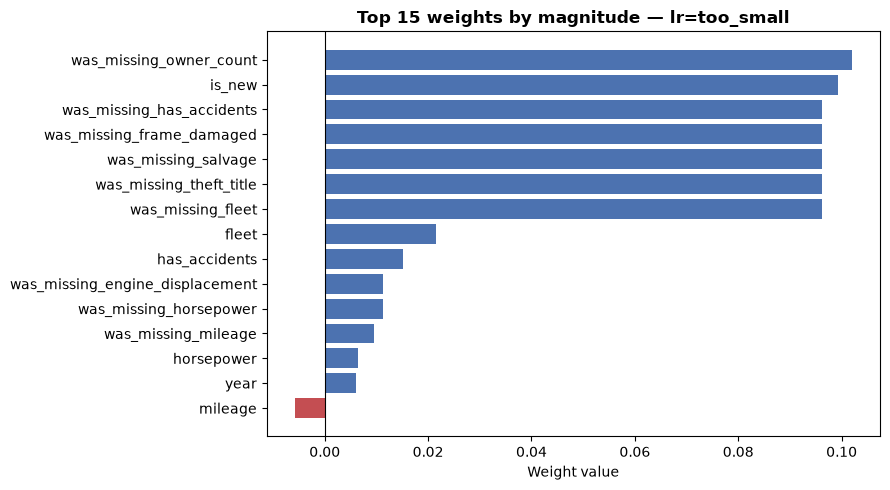 Top 15 weights by magnitude — lr=too_small
was_missing_owner_count
is_new
was_missing_has_accidents
was_missing_frame_damaged
was_missing_salvage
was_missing_theft_title
was_missing_fleet
fleet
has_accidents
was_missing_engine_displacement
was_missing_horsepower
was_missing_mileage
horsepower
year
mileage
0.00 0.02 0.04 0.06 0.08 0.10
Weight value